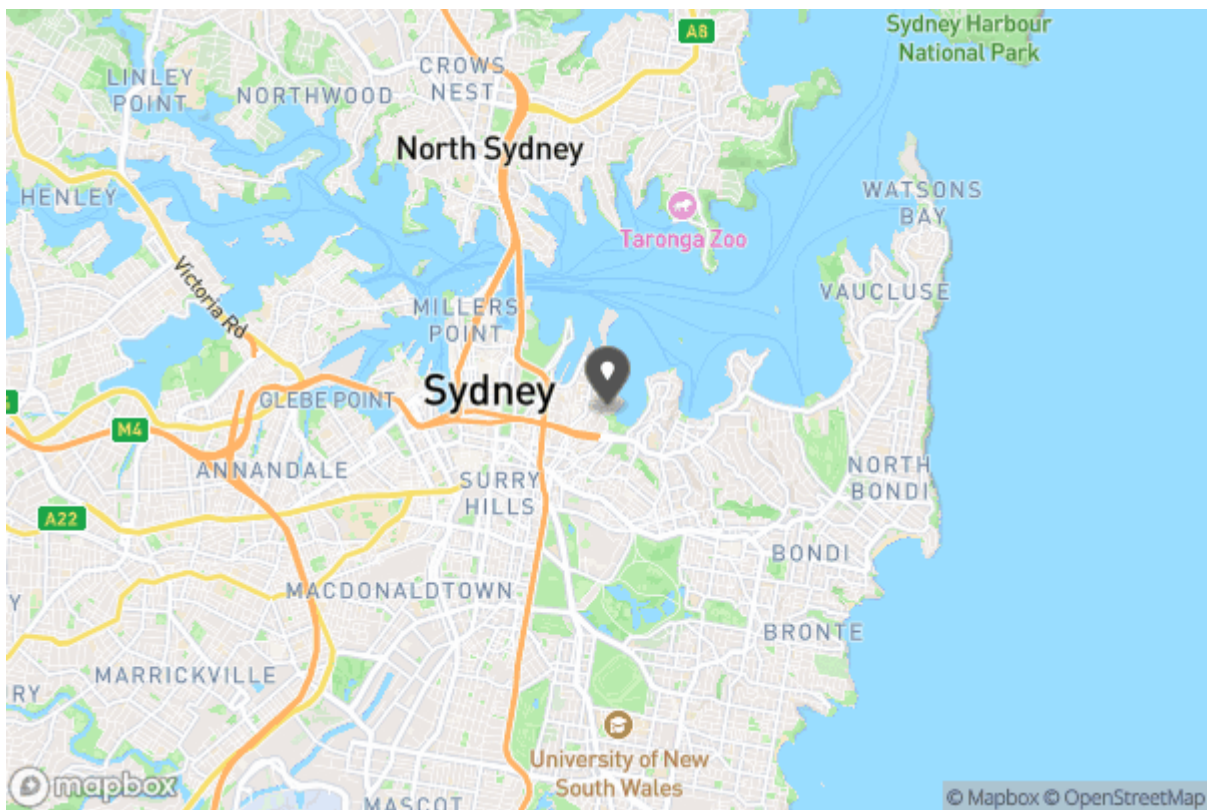 Sydney Harbour
National Park
A8
CROWS
NEST
LINLEY
POINT
NORTHWOOD
North Sydney
HENLEY
WATSONS
BAY
Taronga Zoo
Victoria Rd
VAUCLUSE
MILLERS
POINT
Sydney
GLEBE POINT
M4
ANNANDALE
SURRY
HILLS
NORTH
BONDI
A22
BONDI
MACDONALDTOWN
BRONTE
MARRICKVILLE
University of New
South Wales
mapbox
MASCOT
© Mapbox © OpenStreetMap